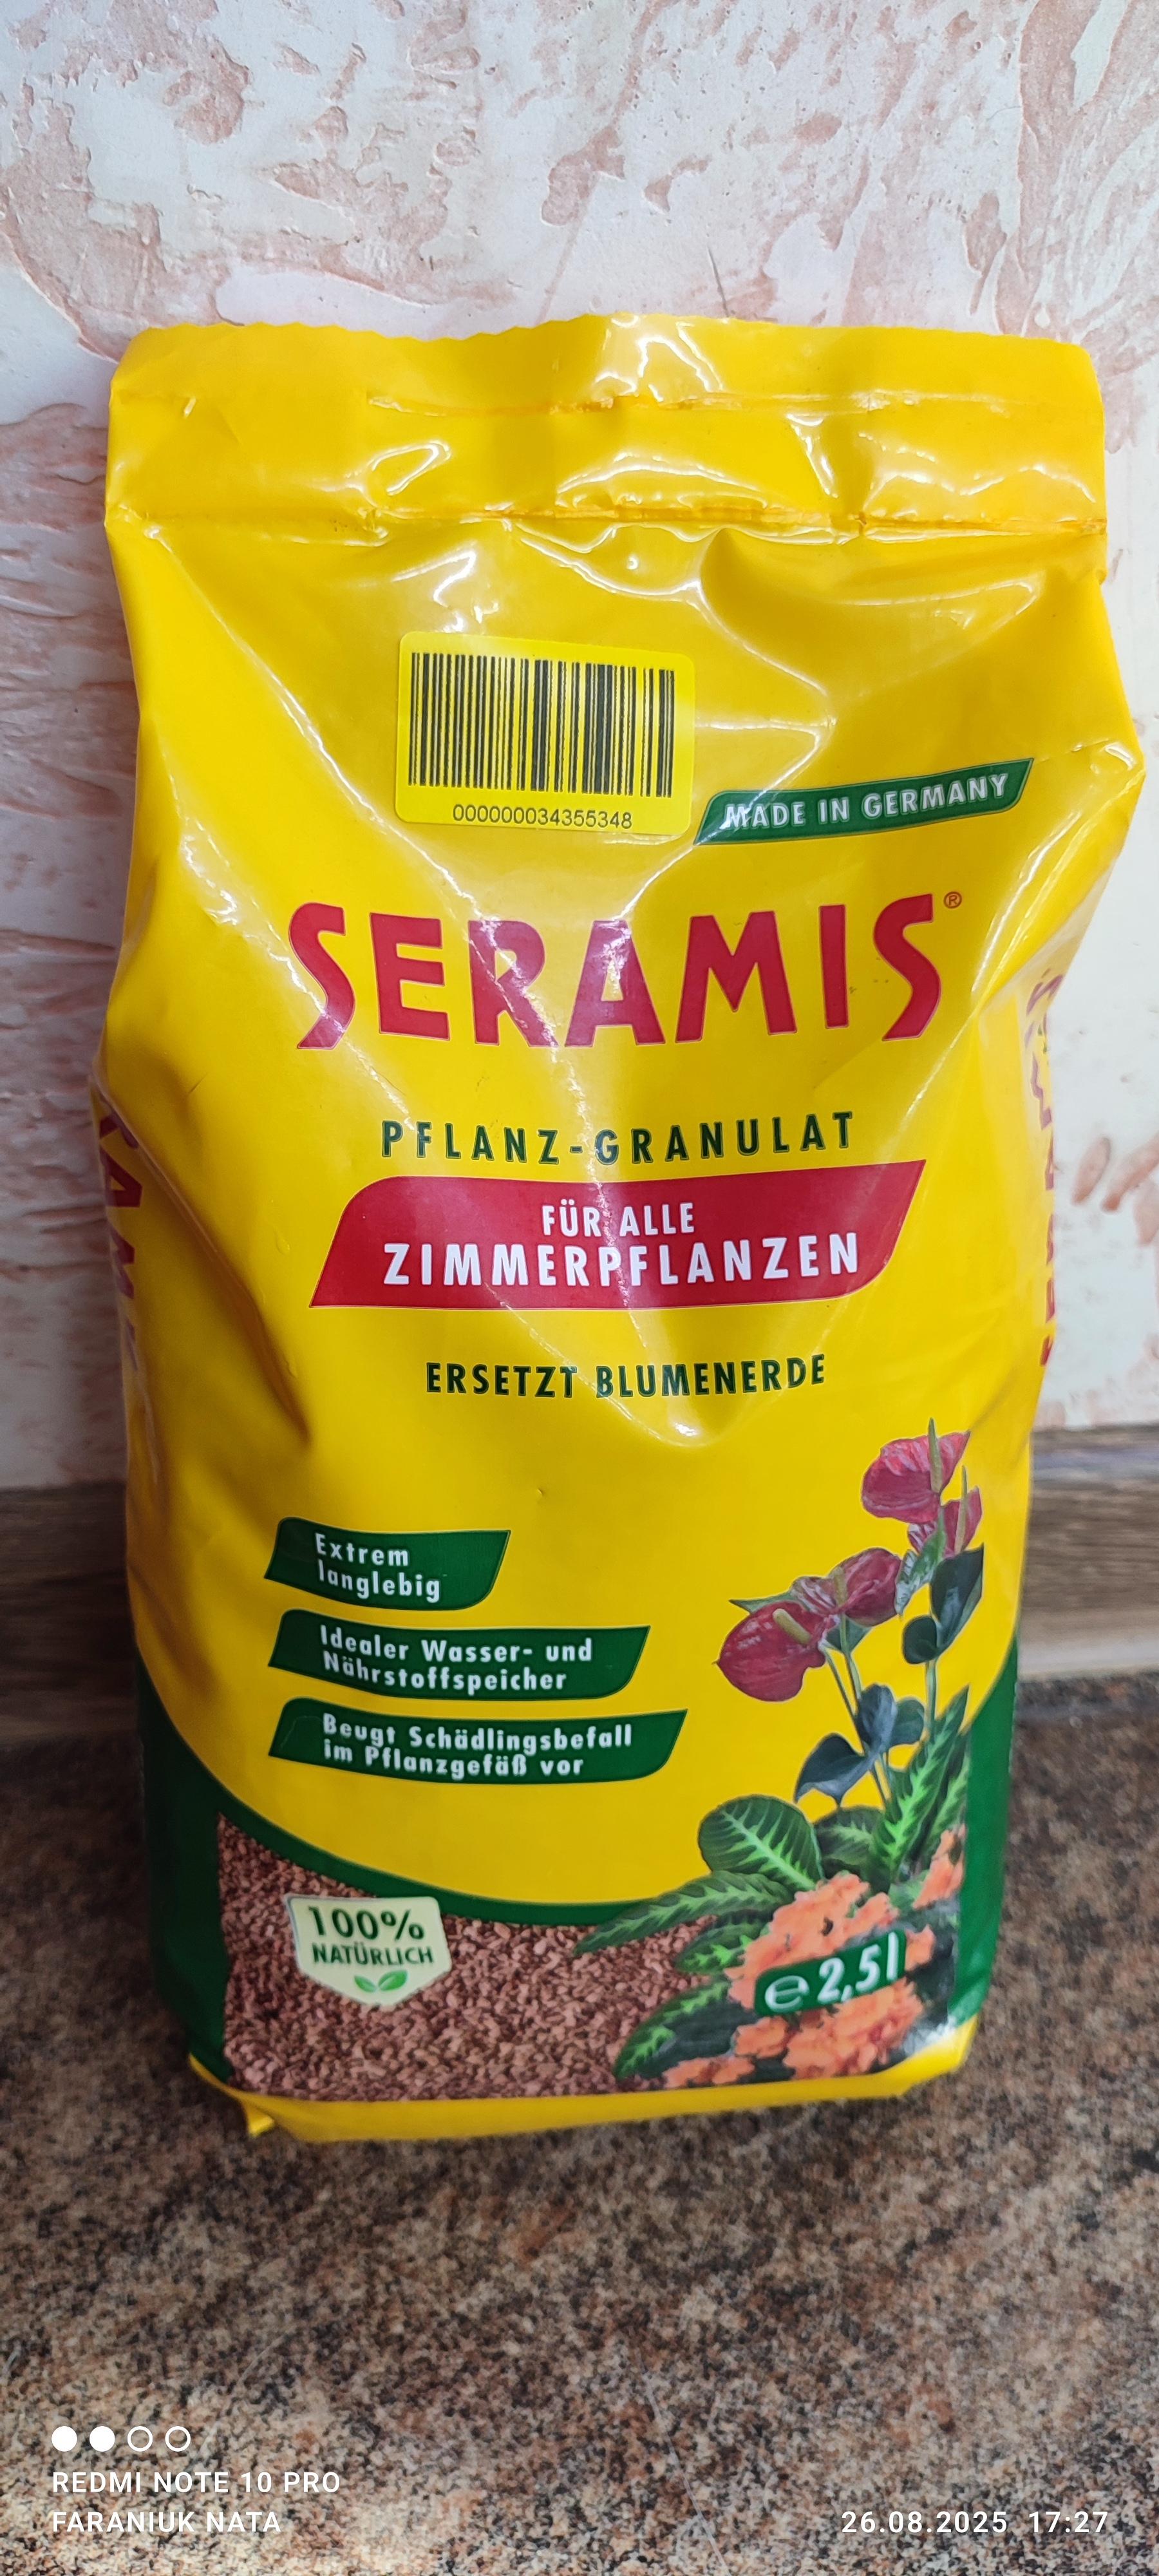 000000034355348
MADE IN GERMANY
SERAMIS®
PFLANZ-GRANULAT
FÜR ALLE
ZIMMERPFLANZEN
ERSETZT BLUMENERDE
Extrem
langlebig
Idealer Wasser- und
Nährstoffspeicher
Beugt Schädlingsbefall
im Pflanzgefäß vor
100%
NATÜRLICH
℮ 2,5 l
REDMI NOTE 10 PRO
FARANIUK NATA
26.08.2025 17:27